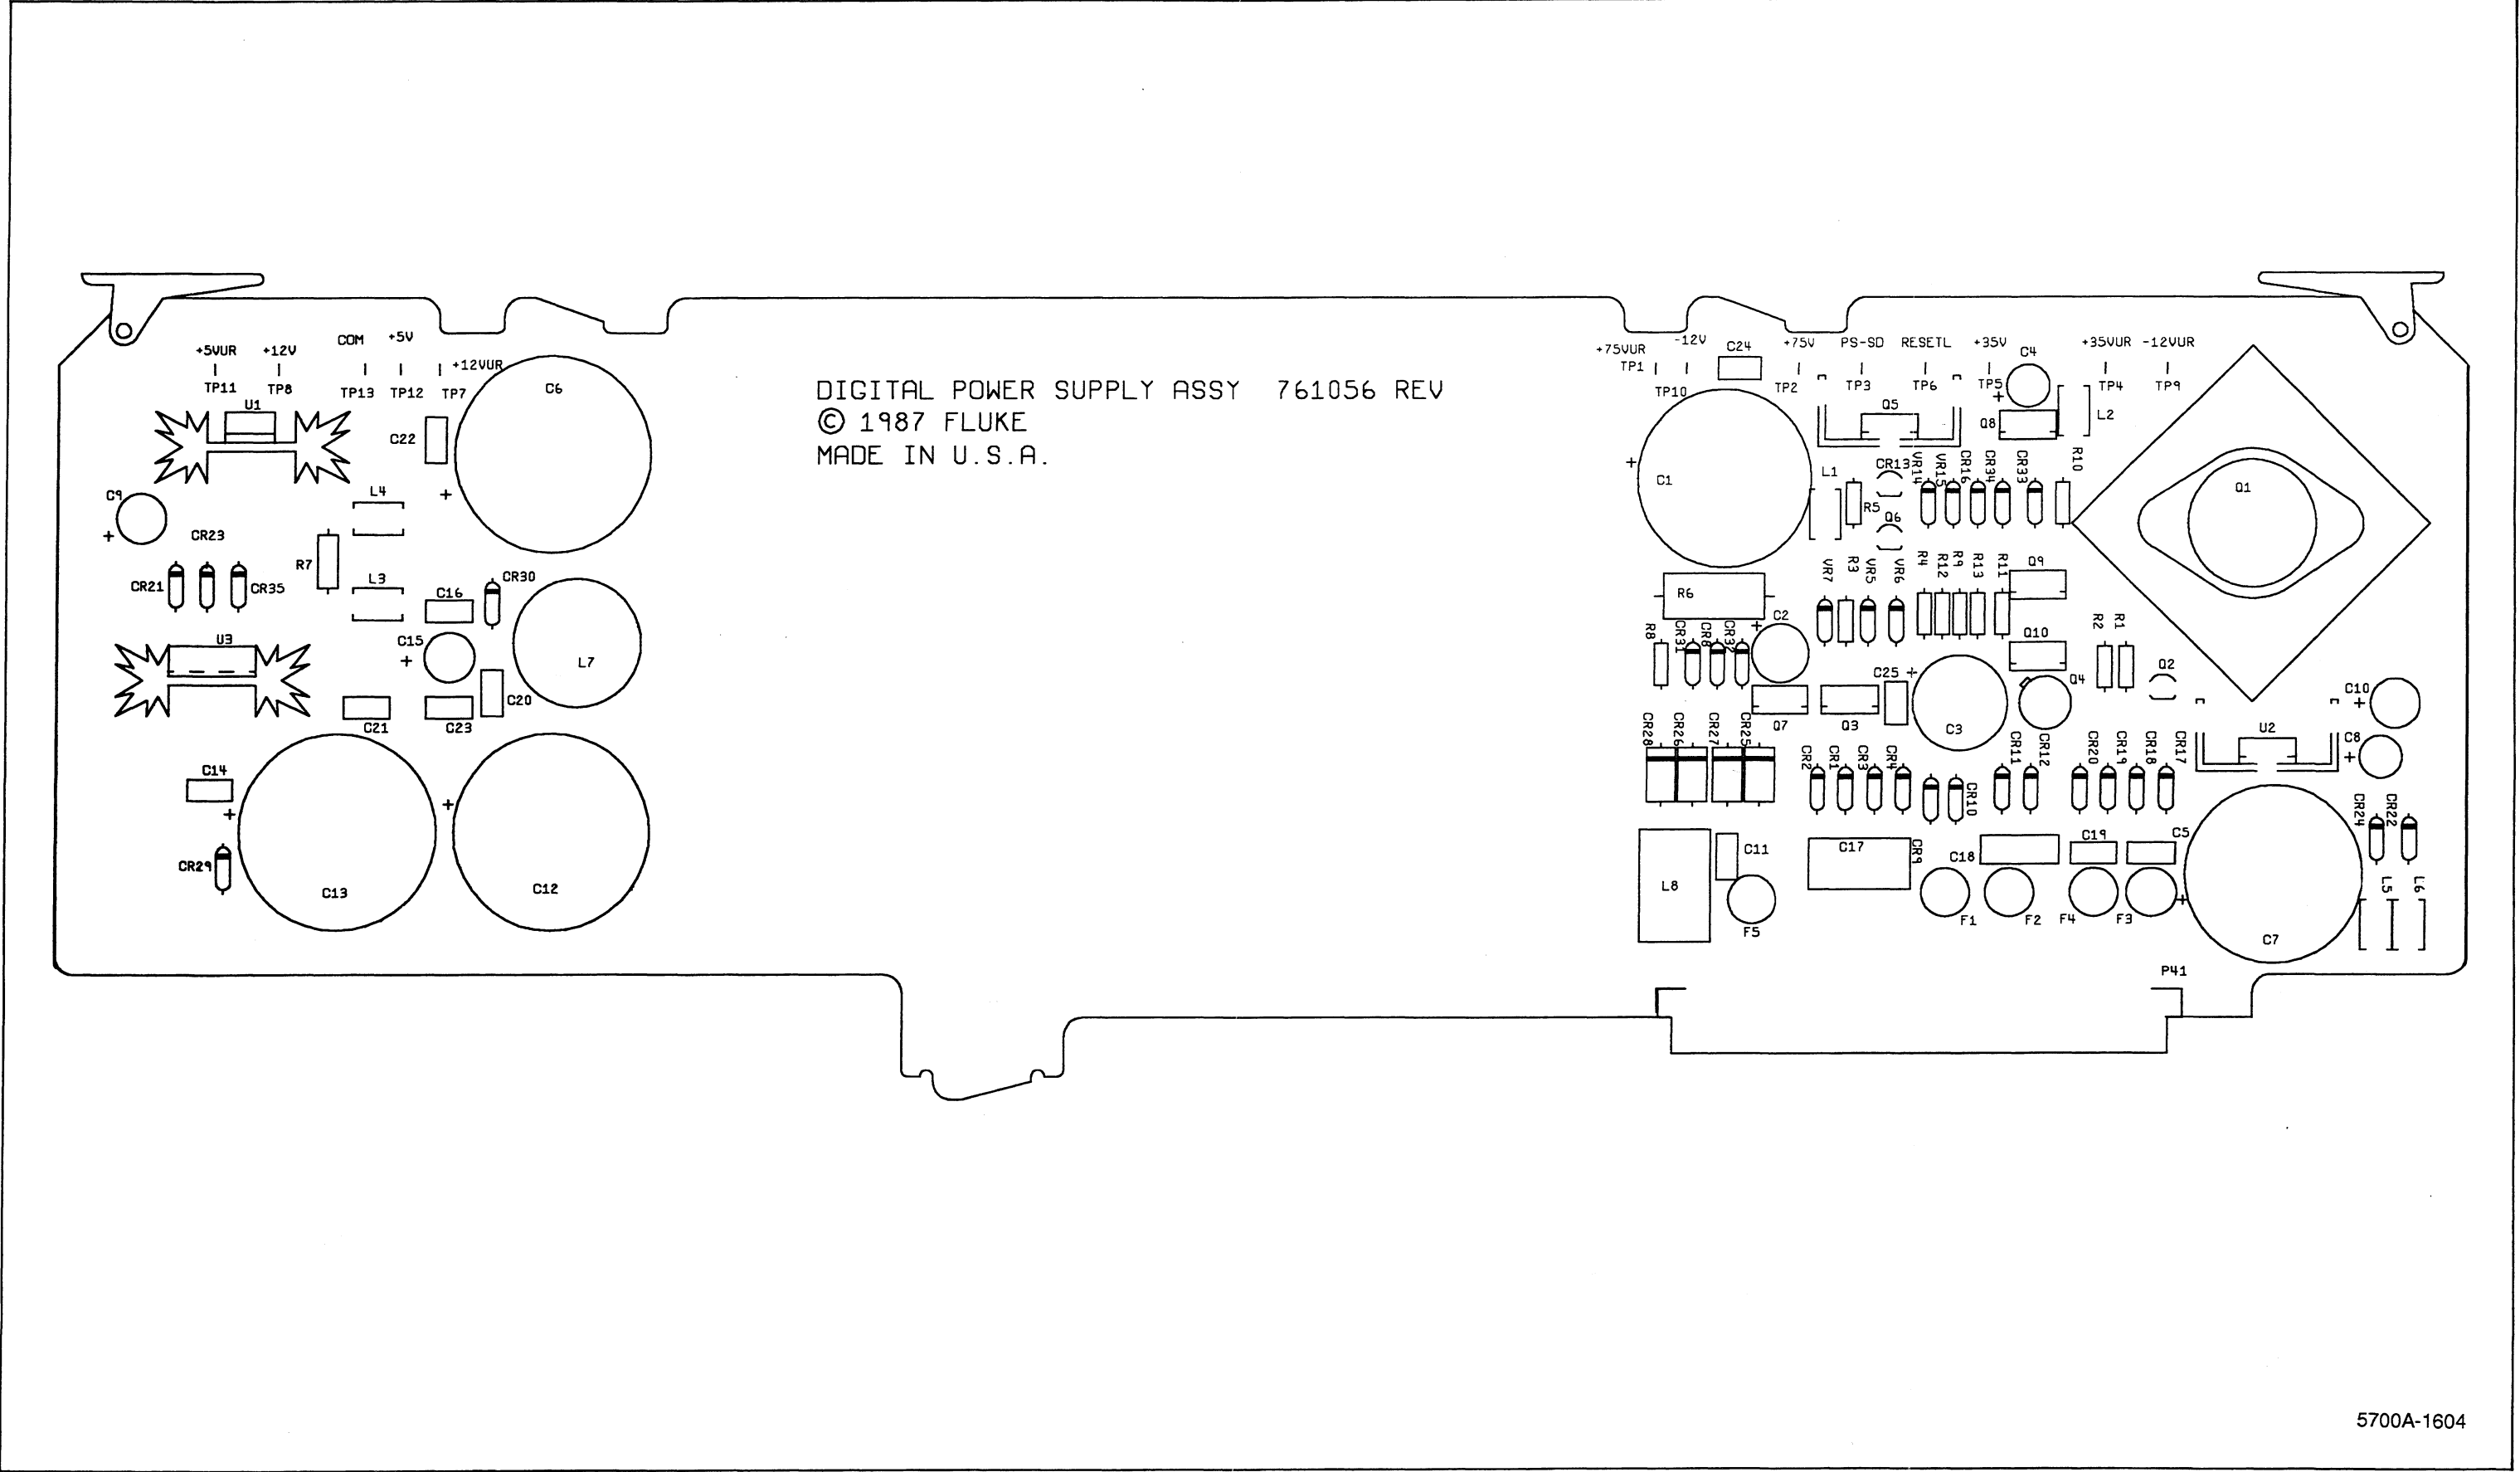 +5VUR +12V COM +5V +12VUR
TP11 TP8 TP13 TP12 TP7
U1
C22
C6
L4
C9
+
+
CR23
R7
CR21
CR35
L3
C16
CR30
U3
C15
+
L7
C20
C21
C23
C14
+
+
CR29
C13
C12
DIGITAL POWER SUPPLY ASSY 761056 REV
© 1987 FLUKE
MADE IN U.S.A.
+75VUR -12V C24 +75V PS-SD RESETL +35V C4 +35VUR -12VUR
TP1 TP10 TP2 TP3 TP6 TP5 TP4 TP9
+
Q5
Q8
L2
+
C1
L1
R5
CR13
Q6
VR14 VR15 CR16 CR34 CR33 R10
Q1
R6
VR7 R3 VR5 VR6 R4 R12 R9 R13 R11
Q9
+
C2
R8 CR31 CR8 CR32
Q10
R2 R1
Q2
C25
+
Q7
Q3
C3
Q4
C10
+
U2
C8
+
CR28 CR26 CR27 CR25
CR2 CR1 CR3 CR4
CR10
CR11 CR12
CR20 CR19 CR18 CR17
CR24 CR22
L8
C11
C17
CR9
C18
C19
C5
F5
F1
F2
F4
F3
+
C7
L5 L6
P41
5700A-1604